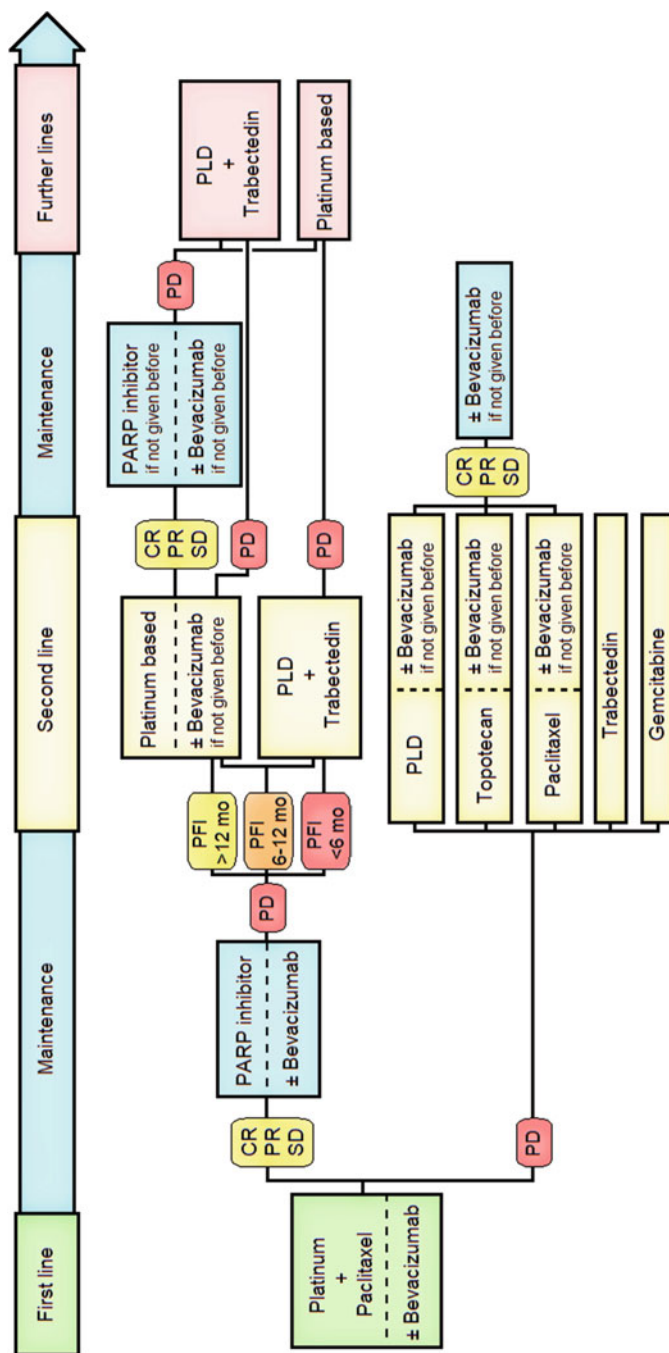 First line
Maintenance
Second line
Maintenance
Further lines
Platinum
+
Paclitaxel
± Bevacizumab
CR
PR
SD
PARP inhibitor
± Bevacizumab
PD
PFI
>12 mo
PFI
6-12 mo
PFI
<6 mo
Platinum based
± Bevacizumab
if not given before
PLD
+
Trabectedin
CR
PR
SD
PD
PD
PARP inhibitor
if not given before
± Bevacizumab
if not given before
PD
PLD
+
Trabectedin
Platinum based
PD
PLD
± Bevacizumab
if not given before
Topotecan
± Bevacizumab
if not given before
Paclitaxel
± Bevacizumab
if not given before
Trabectedin
Gemcitabine
CR
PR
SD
± Bevacizumab
if not given before